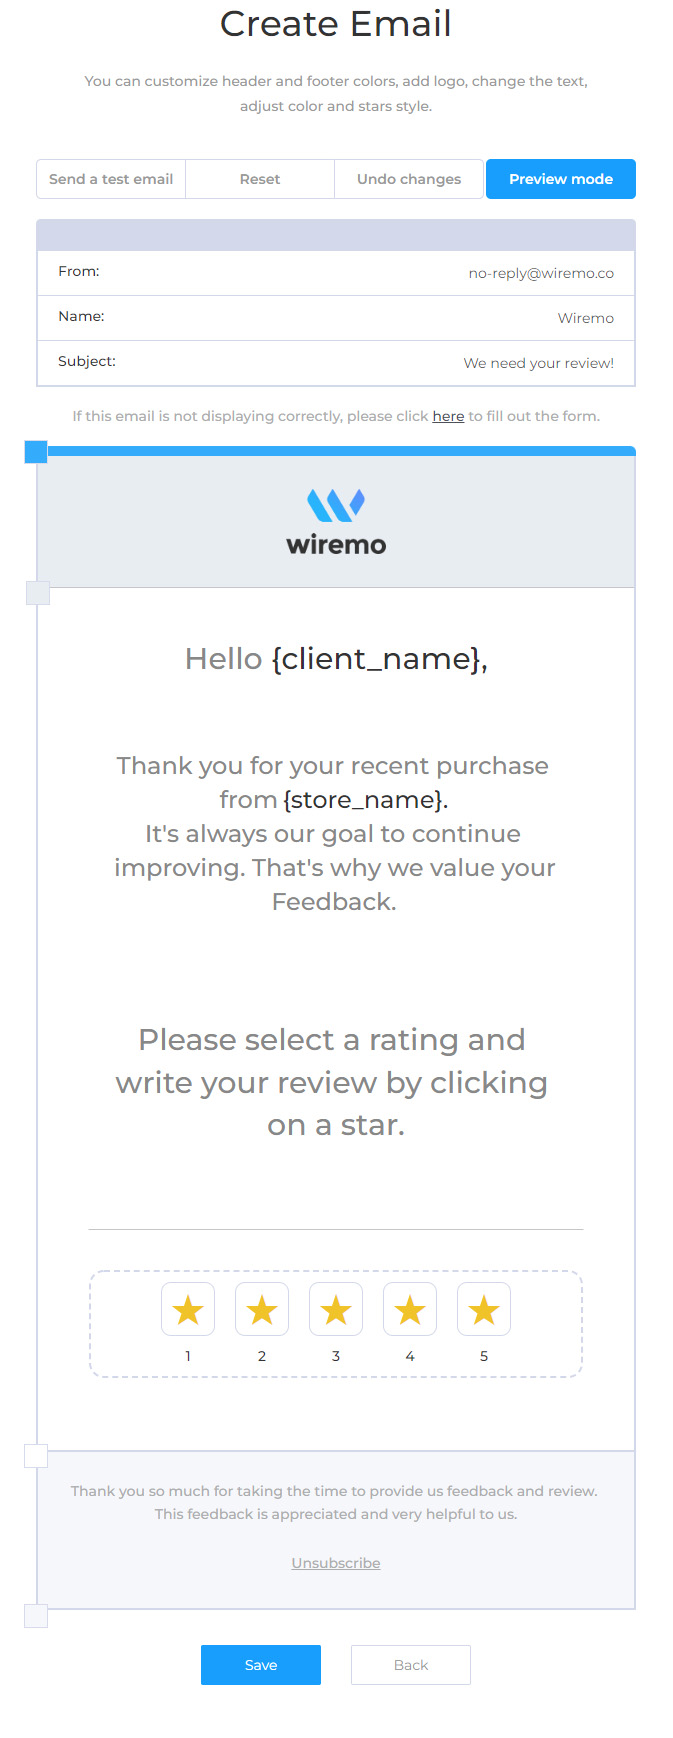 Create Email
You can customize header and footer colors, add logo, change the text,
adjust color and stars style.
Send a test email Reset Undo changes Preview mode
From: no-reply@wiremo.co
Name: Wiremo
Subject: We need your review!
If this email is not displaying correctly, please click here to fill out the form.
wiremo
Hello {client_name},
Thank you for your recent purchase
from {store_name}.
It's always our goal to continue
improving. That's why we value your
Feedback.
Please select a rating and
write your review by clicking
on a star.
1 2 3 4 5
Thank you so much for taking the time to provide us feedback and review.
This feedback is appreciated and very helpful to us.
Unsubscribe
Save Back